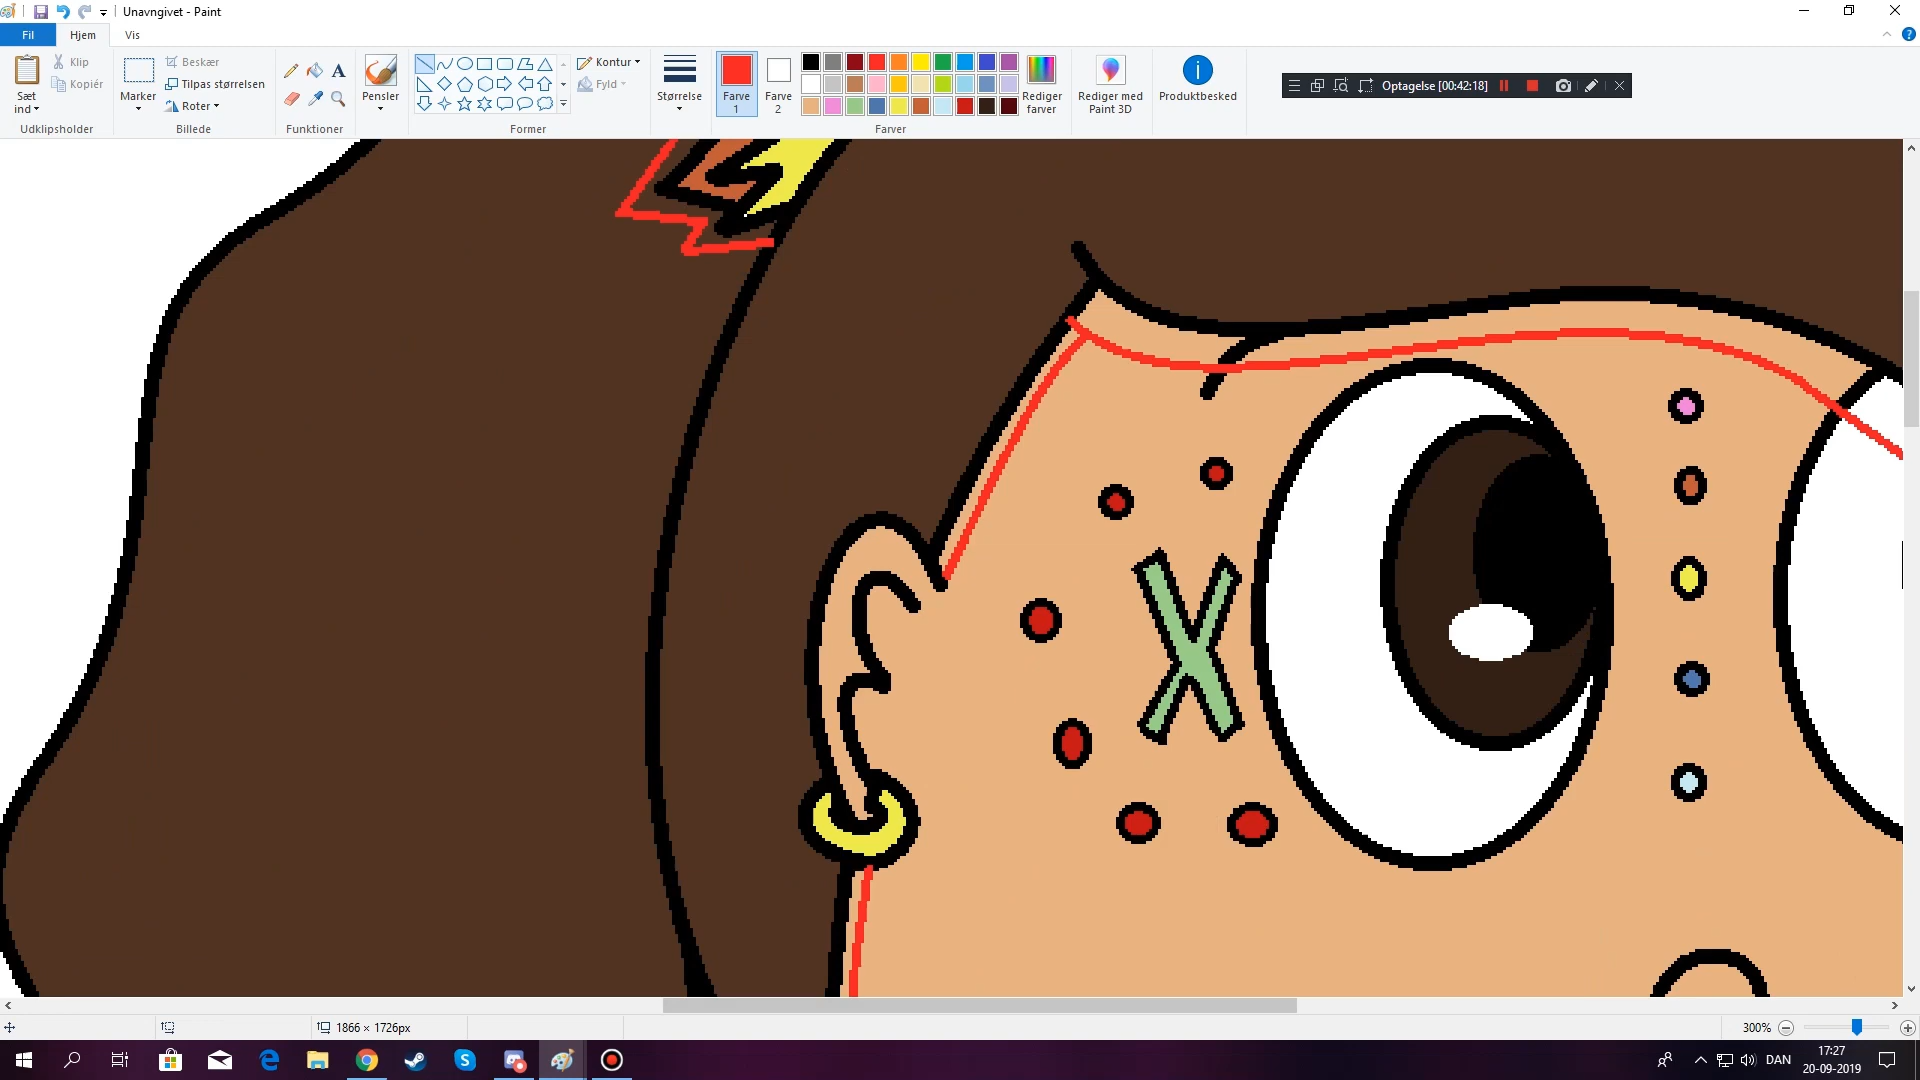 Unavngivet - Paint
Fil Hjem Vis
Sæt ind
Klip
Kopiér
Udklipsholder
Marker
Beskær
Tilpas størrelsen
Roter
Billede
A
Funktioner
Pensler
Kontur
Fyld
Former
Størrelse
Farve 1
Farve 2
Rediger farver
Farver
Rediger med Paint 3D
Produktbesked
Optagelse [00:42:18]
X
1866 × 1726px
300%
DAN
17:27
20-09-2019